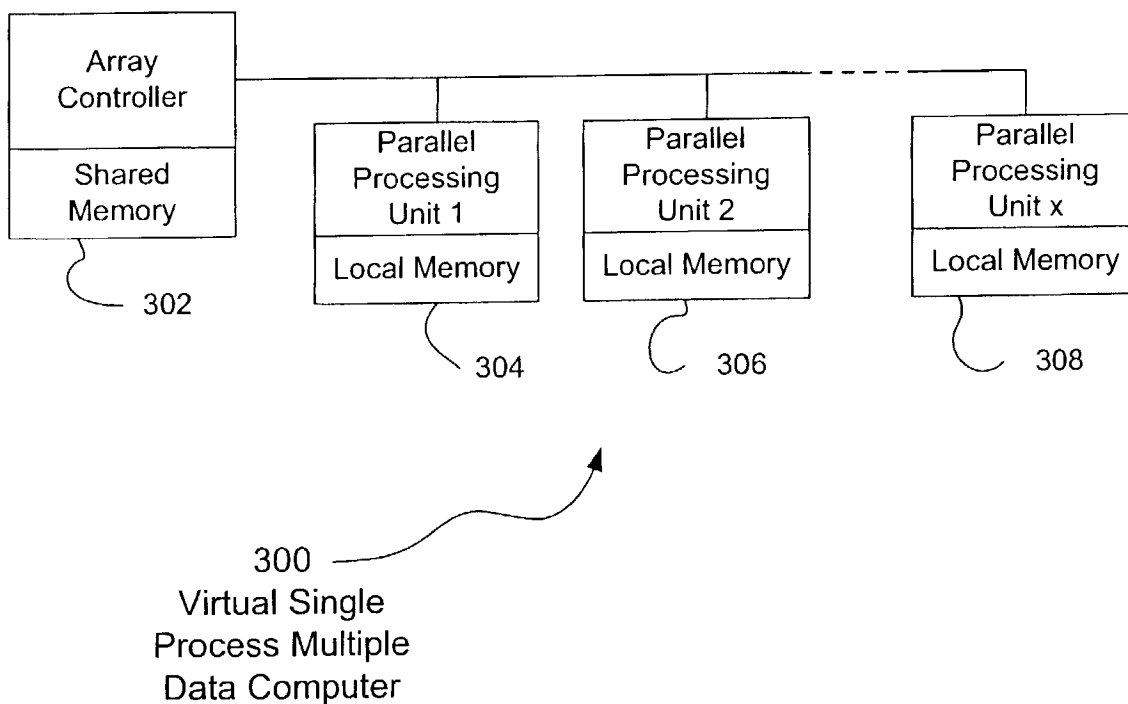 Array
Controller
Shared
Memory
302
Parallel
Processing
Unit 1
Local Memory
304
Parallel
Processing
Unit 2
Local Memory
306
Parallel
Processing
Unit x
Local Memory
308
300
Virtual Single
Process Multiple
Data Computer